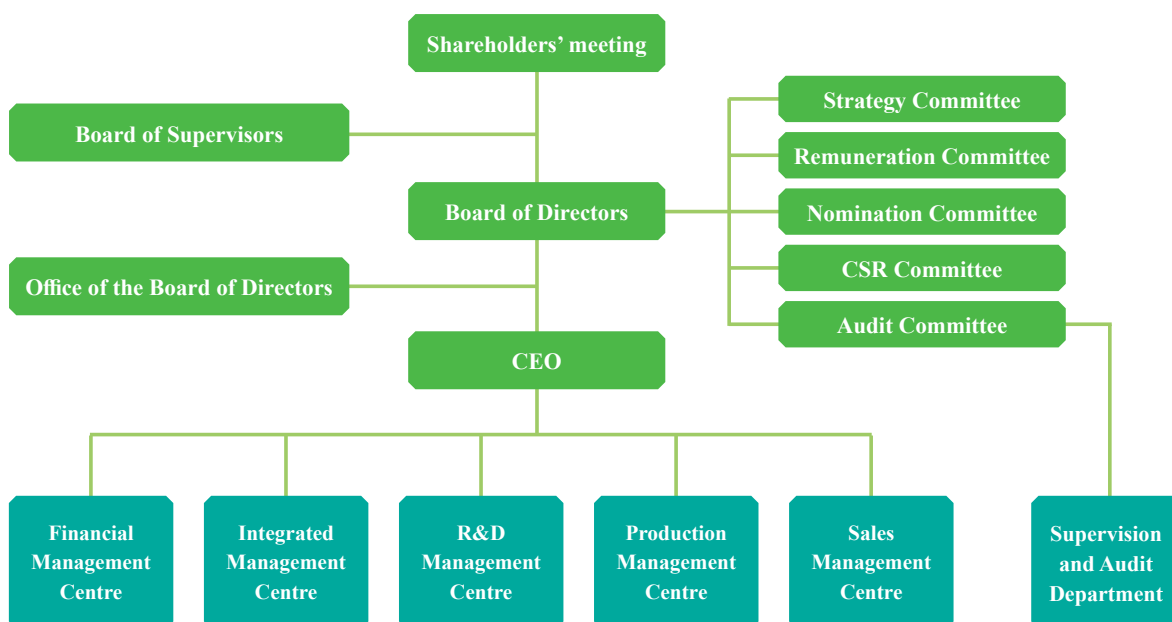 Shareholders’ meeting
Strategy Committee
Board of Supervisors
Remuneration Committee
Board of Directors
Nomination Committee
CSR Committee
Office of the Board of Directors
Audit Committee
CEO
Financial
Management
Centre
Integrated
Management
Centre
R&D
Management
Centre
Production
Management
Centre
Sales
Management
Centre
Supervision
and Audit
Department